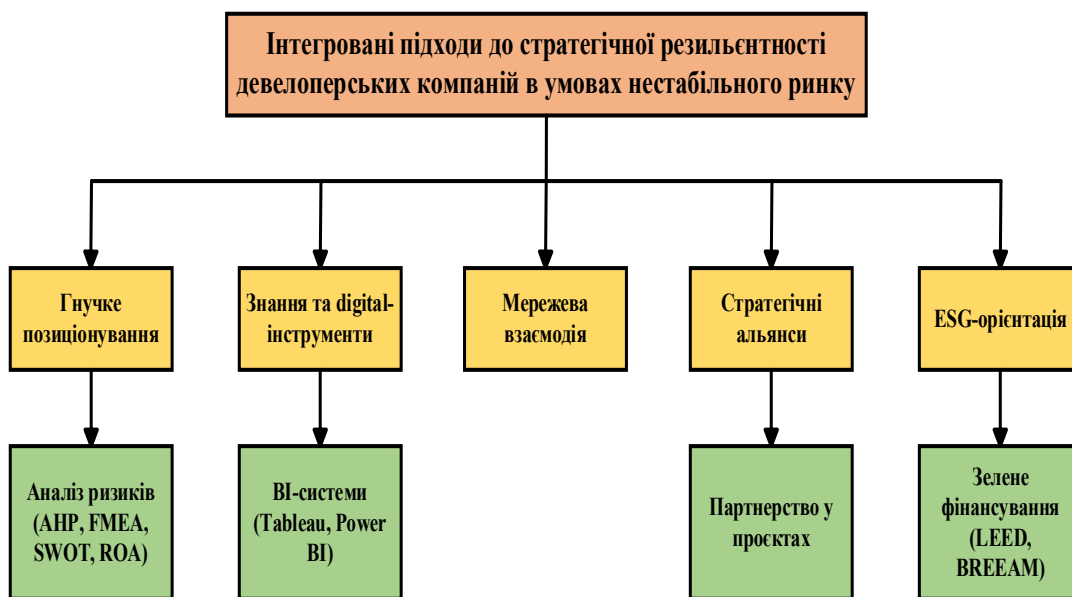 Інтегровані підходи до стратегічної резильєнтності
девелоперських компаній в умовах нестабільного ринку
Гнучке
позиціонування
Знання та digital-
інструменти
Мережева
взаємодія
Стратегічні
альянси
ESG-орієнтація
Аналіз ризиків
(AHP, FMEA,
SWOT, ROA)
BI-системи
(Tableau, Power
BI)
Партнерство у
проєктах
Зелене
фінансування
(LEED,
BREEAM)